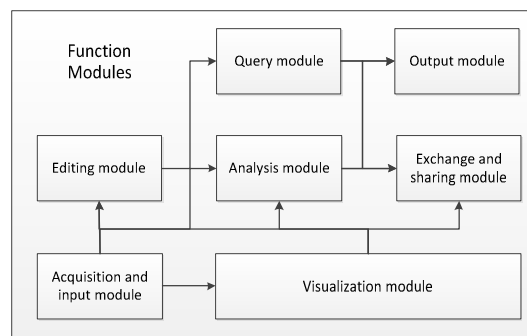 Function
Modules
Query module
Output module
Editing module
Analysis module
Exchange and
sharing module
Acquisition and
input module
Visualization module